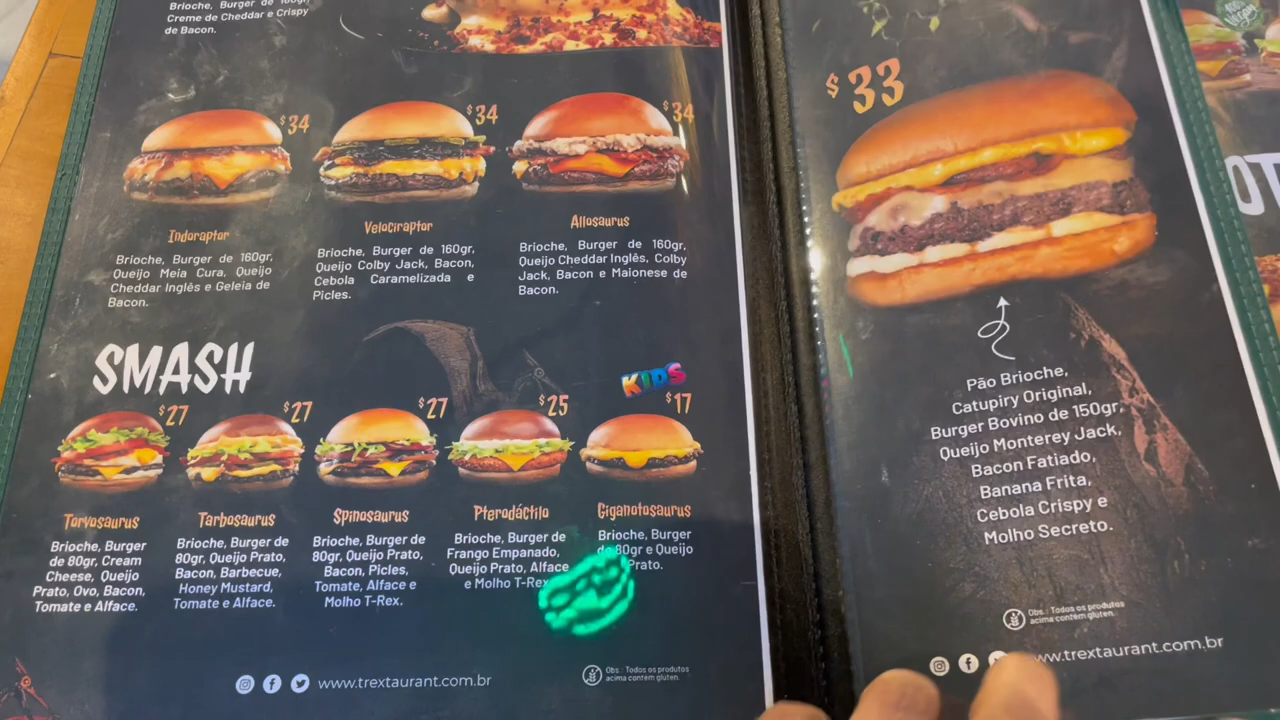 Brioche, Burger de 160gr,
Creme de Cheddar e Crispy
de Bacon.
$34
$34
$34
Indoraptor
Brioche, Burger de 160gr,
Queijo Meia Cura, Queijo
Cheddar Inglês e Geleia de
Bacon.
Velociraptor
Brioche, Burger de 160gr,
Queijo Colby Jack, Bacon,
Cebola Caramelizada e
Picles.
Allosaurus
Brioche, Burger de 160gr,
Queijo Cheddar Inglês, Colby
Jack, Bacon e Maionese de
Bacon.
SMASH
KIDS
$27
$27
$27
$25
$17
Torvosaurus
Brioche, Burger
de 80gr, Cream
Cheese, Queijo
Prato, Ovo, Bacon,
Tomate e Alface.
Tarbosaurus
Brioche, Burger de
80gr, Queijo Prato,
Bacon, Barbecue,
Honey Mustard,
Tomate e Alface.
Spinosaurus
Brioche, Burger de
80gr, Queijo Prato,
Bacon, Picles,
Tomate, Alface e
Molho T-Rex.
Pterodáctilo
Brioche, Burger de
Frango Empanado,
Queijo Prato, Alface
e Molho T-Rex.
Giganotosaurus
Brioche, Burger
de 80gr e Queijo
Prato.
www.trextaurant.com.br
Obs.: Todos os produtos
acima contem gluten.
$33
Pão Brioche,
Catupiry Original,
Burger Bovino de 150gr,
Queijo Monterey Jack,
Bacon Fatiado,
Banana Frita,
Cebola Crispy e
Molho Secreto.
Obs.: Todos os produtos
acima contem gluten.
www.trextaurant.com.br